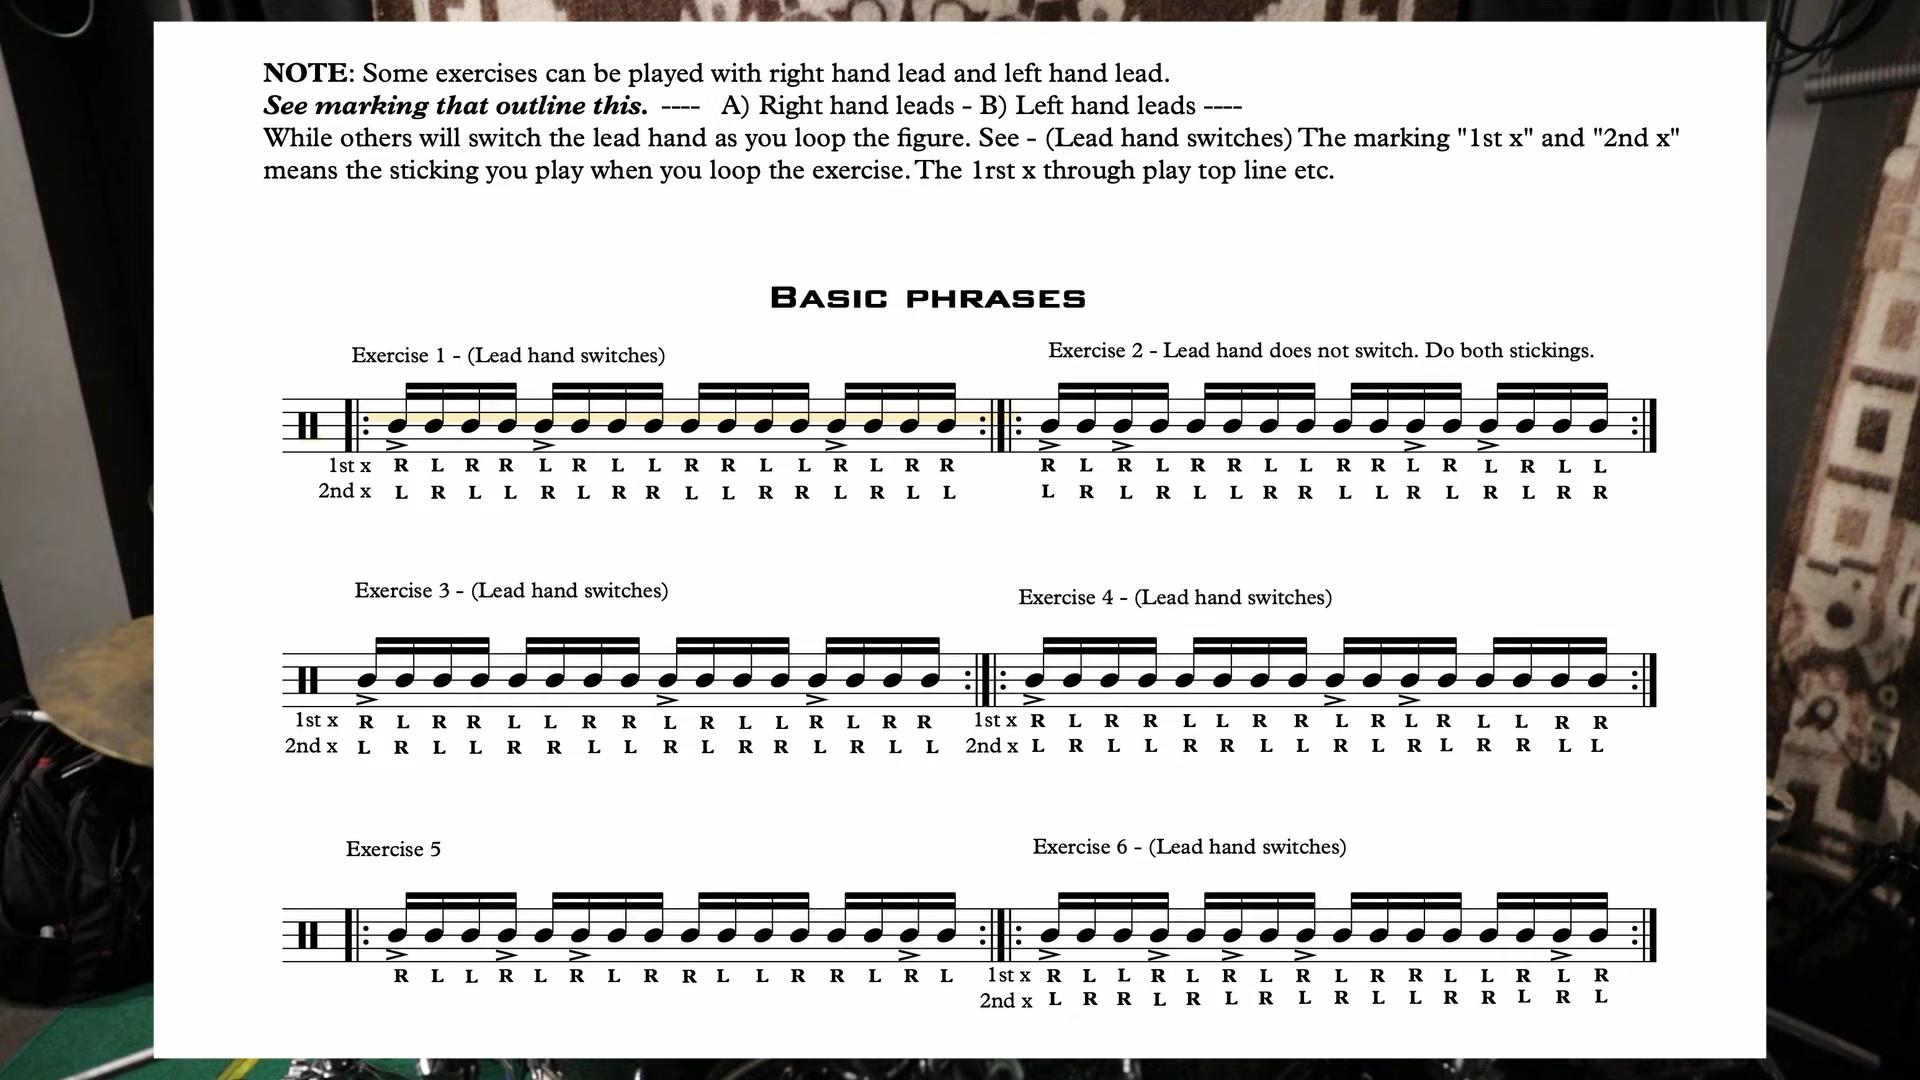 NOTE: Some exercises can be played with right hand lead and left hand lead.
See marking that outline this. ---- A) Right hand leads - B) Left hand leads ----
While others will switch the lead hand as you loop the figure. See - (Lead hand switches) The marking "1st x" and "2nd x"
means the sticking you play when you loop the exercise. The 1rst x through play top line etc.
BASIC PHRASES
Exercise 1 - (Lead hand switches)
1st x R L R R L R L L R R L L R L R R
2nd x L R L L R L R R L L R R L R L L
Exercise 2 - Lead hand does not switch. Do both stickings.
R L R L R R L L R R L R L R L L
L R L R L L R R L L R L R L R R
Exercise 3 - (Lead hand switches)
1st x R L R R L L R R L R L L R L R R
2nd x L R L L R R L L R L R R L R L L
Exercise 4 - (Lead hand switches)
1st x R L R R L L R R L R L R L L R R
2nd x L R L L R R L L R L R L R R L L
Exercise 5
R L L R L R L R R L L R R L R L
Exercise 6 - (Lead hand switches)
1st x R L L R L R L R L R R L L R L R
2nd x L R R L R L R L R L L R R L R L